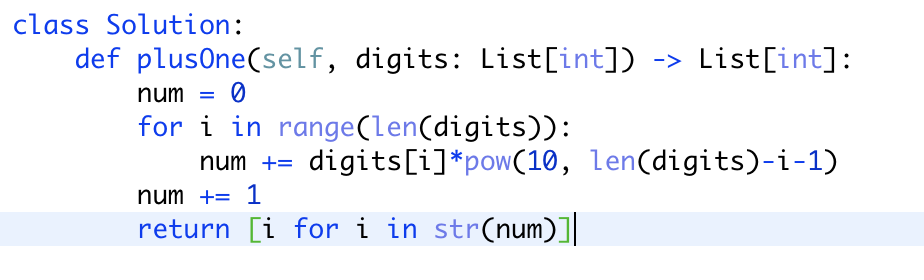 class Solution:
    def plusOne(self, digits: List[int]) -> List[int]:
        num = 0
        for i in range(len(digits)):
            num += digits[i]*pow(10, len(digits)-i-1)
        num += 1
        return [i for i in str(num)]